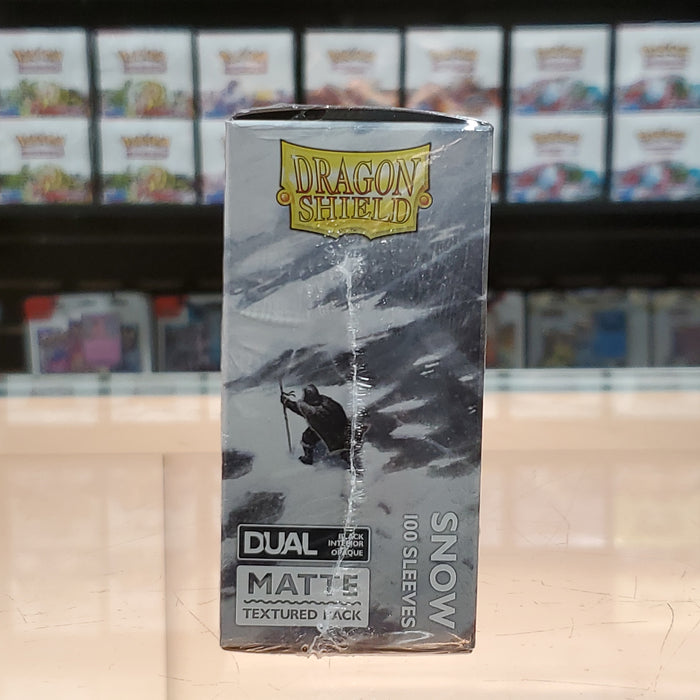 DRAGON
SHIELD
DUAL
BLACK
INTERIOR
OPAQUE
MATTE
TEXTURED BACK
SNOW
100 SLEEVES